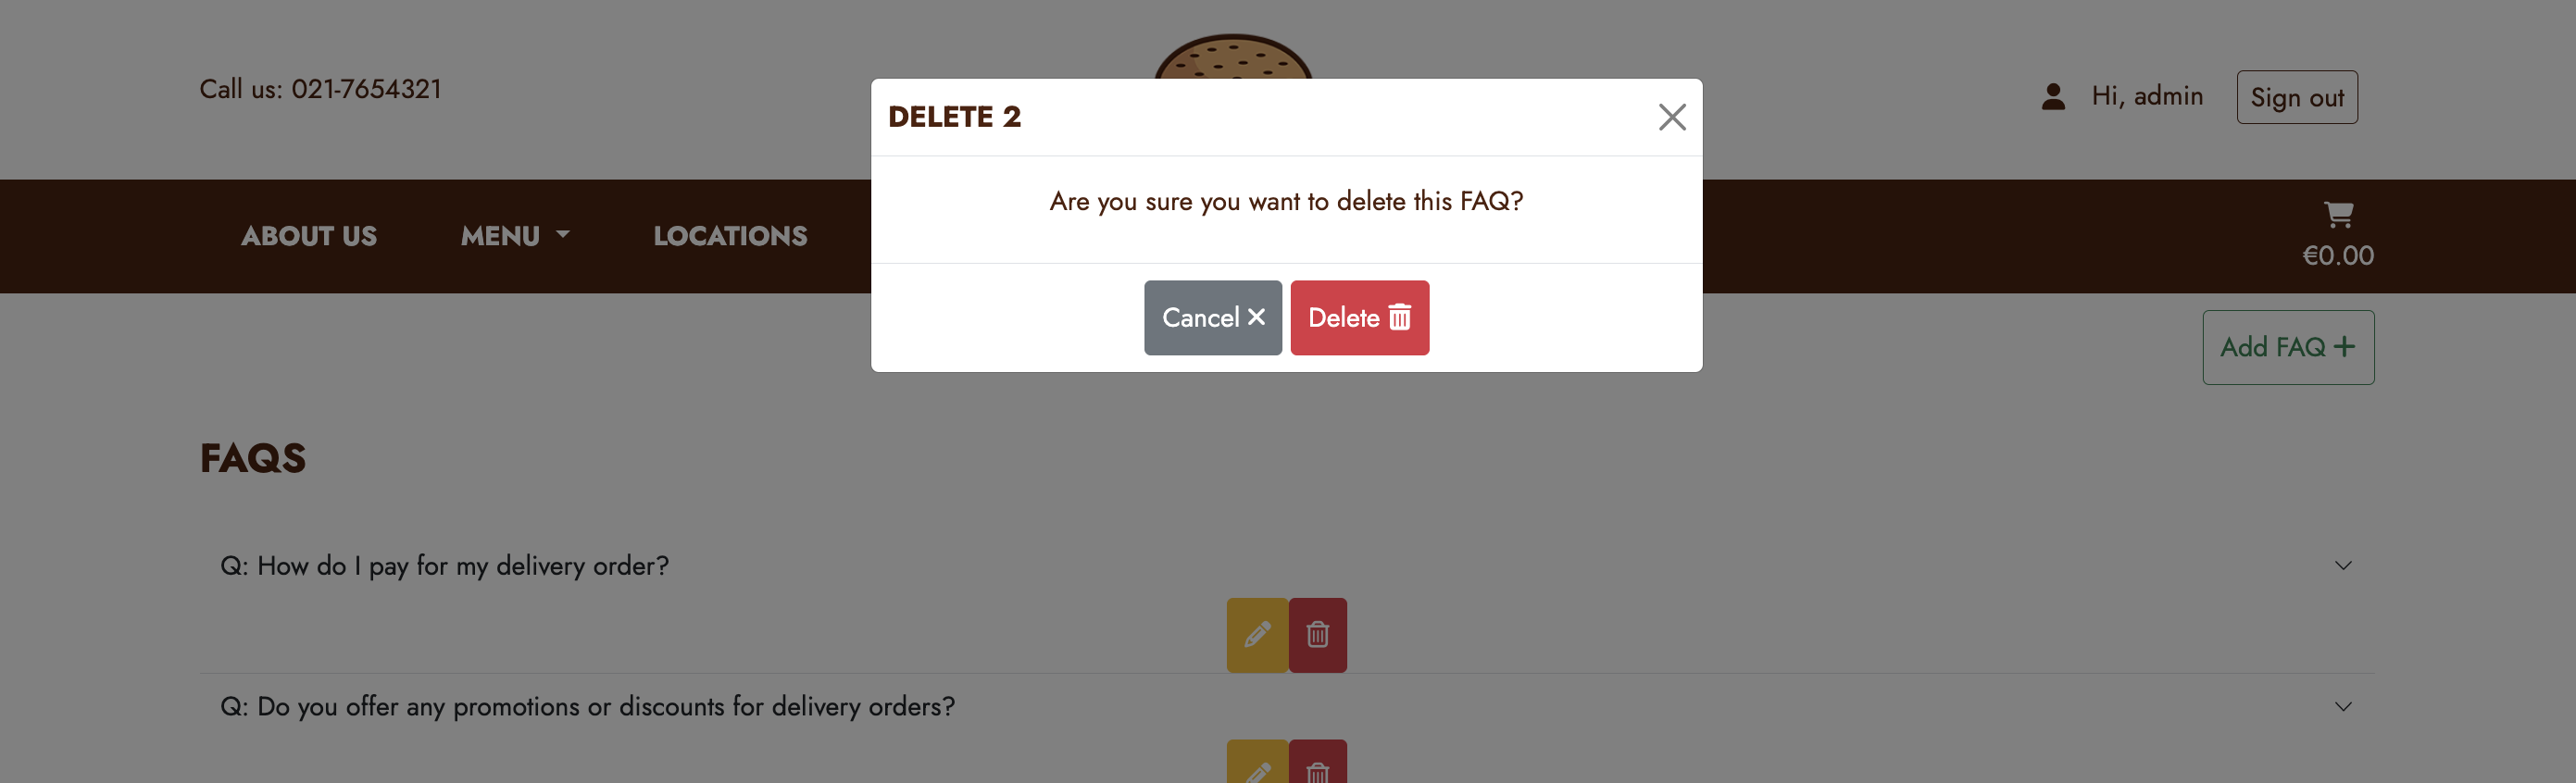 Call us: 021-7654321
Hi, admin
Sign out
DELETE 2
Are you sure you want to delete this FAQ?
Cancel
Delete
ABOUT US
MENU
LOCATIONS
€0.00
Add FAQ
FAQS
Q: How do I pay for my delivery order?
Q: Do you offer any promotions or discounts for delivery orders?